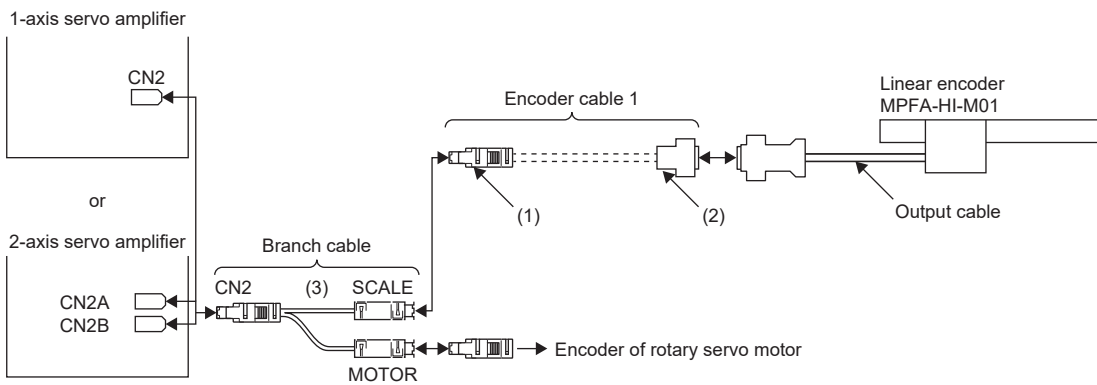 1-axis servo amplifier
CN2
or
2-axis servo amplifier
CN2A
CN2B
Branch cable
CN2
(3)
SCALE
MOTOR
Encoder of rotary servo motor
Encoder cable 1
(1)
(2)
Linear encoder
MPFA-HI-M01
Output cable